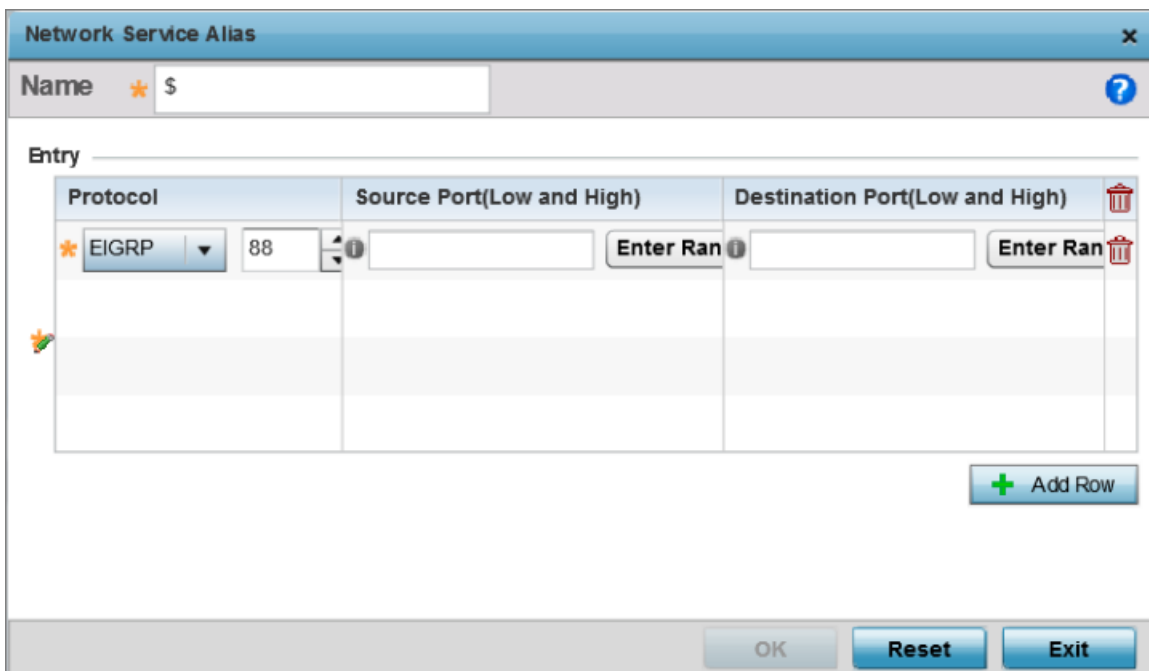 Network Service Alias
Name * $
Entry
Protocol Source Port(Low and High) Destination Port(Low and High)
* EIGRP 88 Enter Ran Enter Ran
+ Add Row
OK Reset Exit